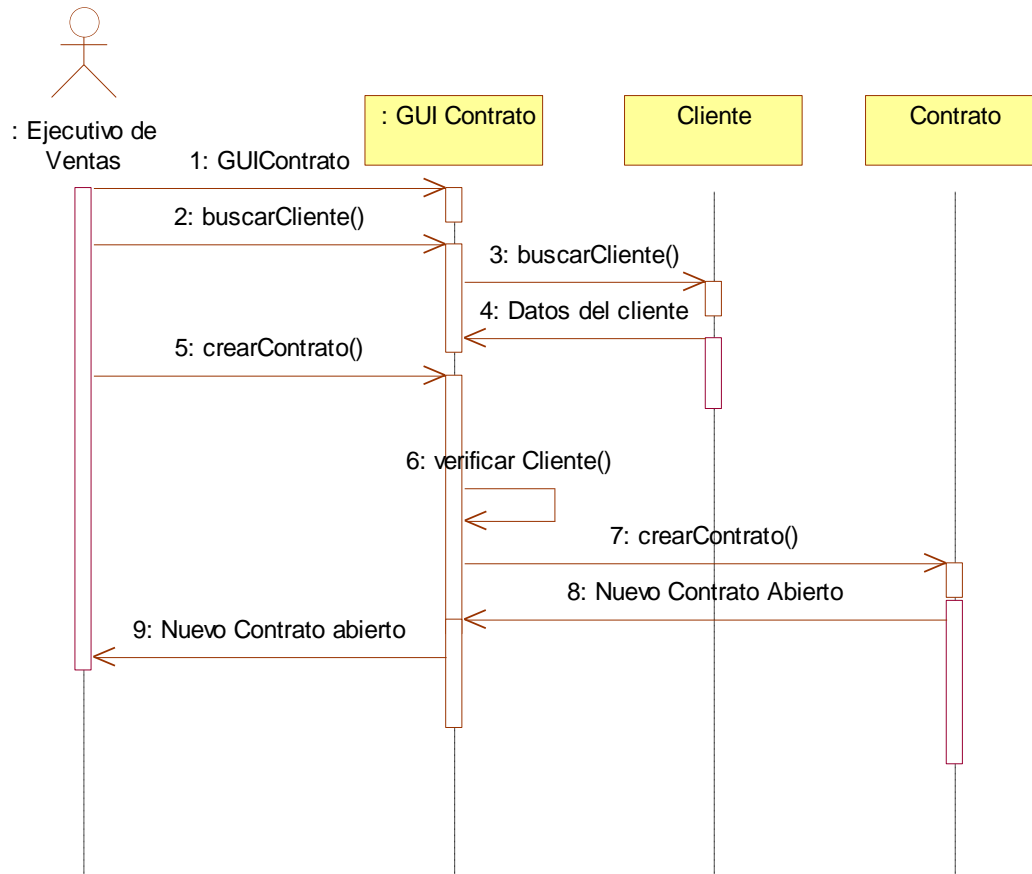 : Ejecutivo de
Ventas
: GUI Contrato
Cliente
Contrato
1: GUIContrato
2: buscarCliente()
3: buscarCliente()
4: Datos del cliente
5: crearContrato()
6: verificar Cliente()
7: crearContrato()
8: Nuevo Contrato Abierto
9: Nuevo Contrato abierto